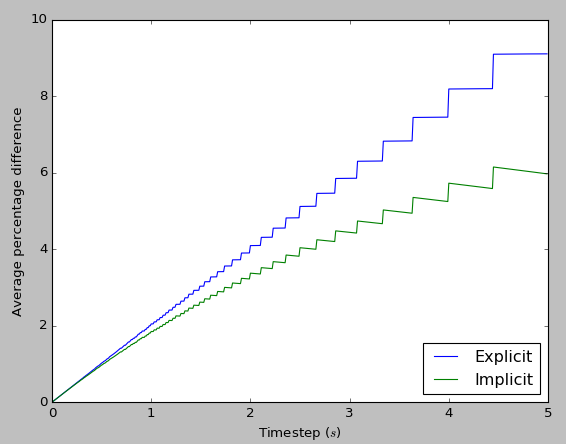 10
8
6
4
2
0
Average percentage difference
0 1 2 3 4 5
Timestep (s)
Explicit
Implicit